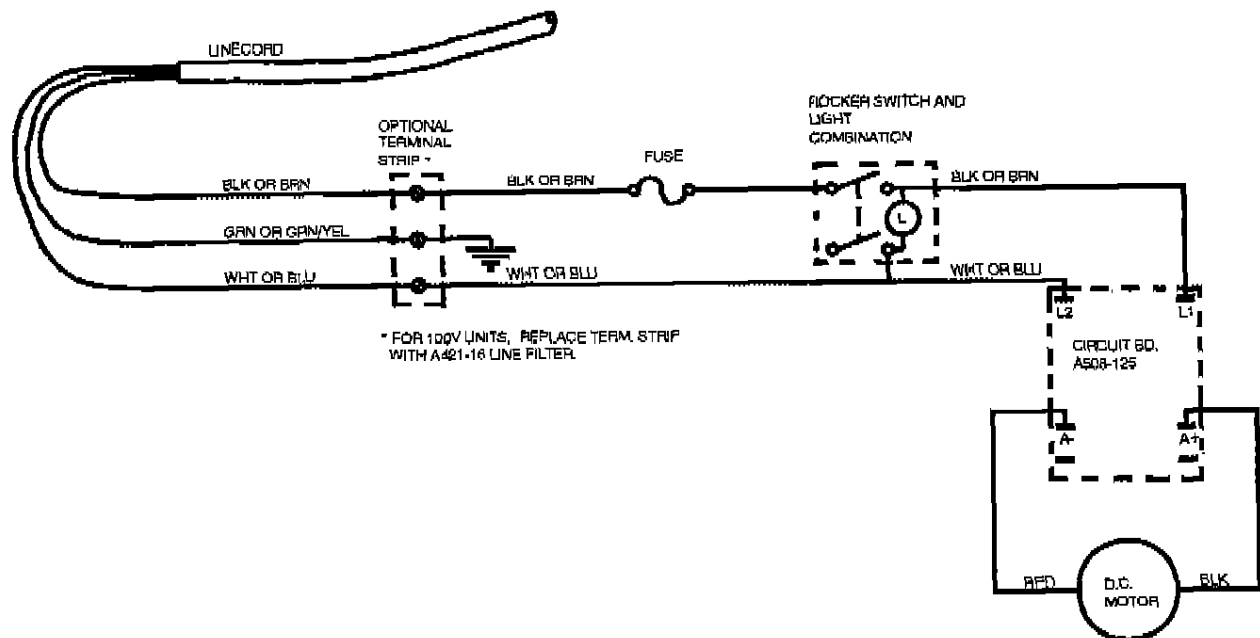 LINECORD
ROCKER SWITCH AND
LIGHT
COMBINATION
OPTIONAL
TERMINAL
STRIP *
FUSE
BLK OR BRN
BLK OR BRN
BLK OR BRN
L
GRN OR GRN/YEL
WHT OR BLU
WHT OR BLU
WHT OR BLU
L2
L1
* FOR 100V UNITS, REPLACE TERM. STRIP
WITH A421-16 LINE FILTER.
CIRCUIT BD.
A-
A+
RED
D.C.
MOTOR
BLK